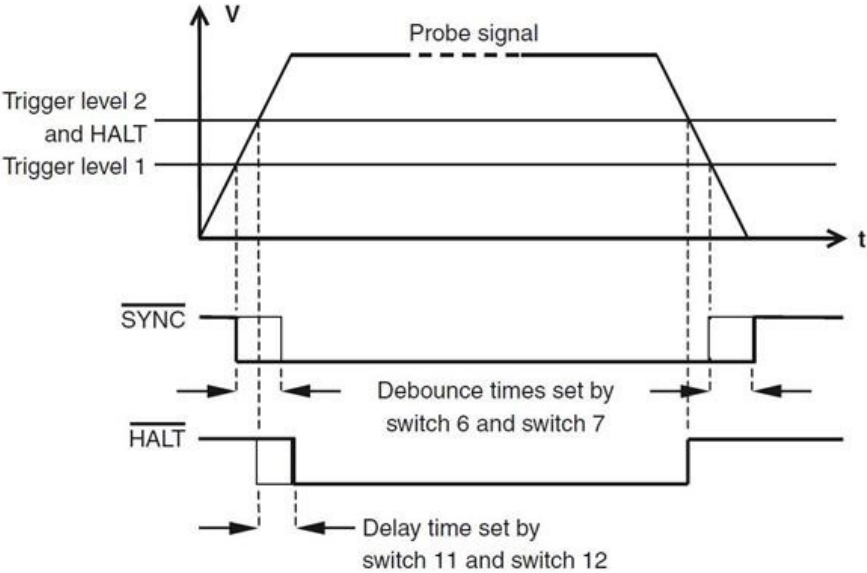 V
Probe signal
Trigger level 2
and HALT
Trigger level 1
t
SYNC
Debounce times set by
switch 6 and switch 7
HALT
Delay time set by
switch 11 and switch 12